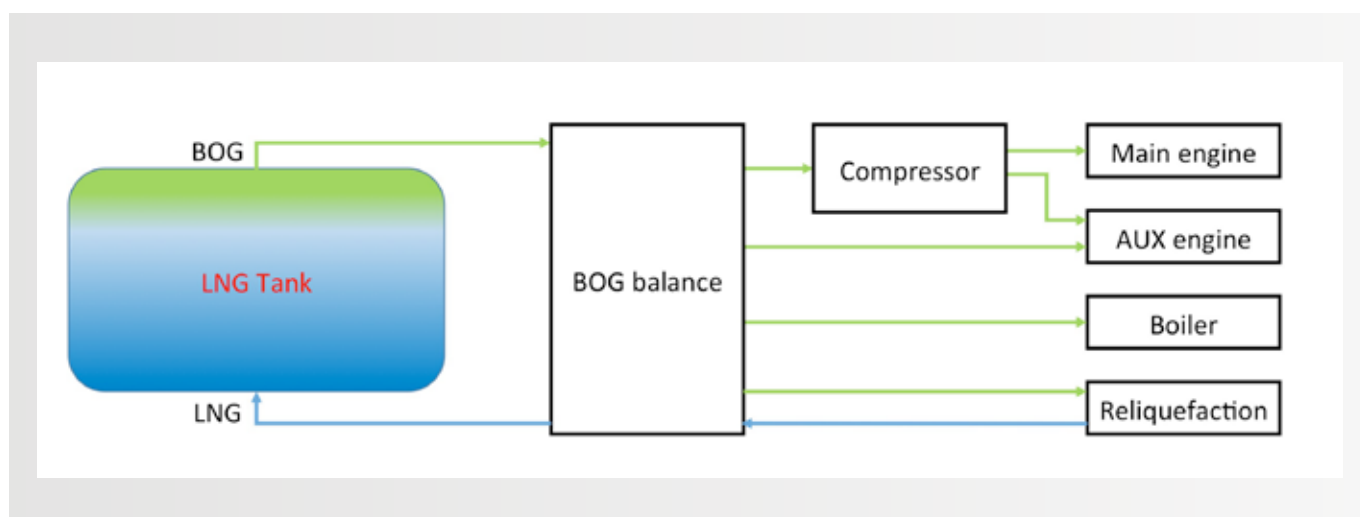 BOG
LNG Tank
LNG
BOG balance
Compressor
Main engine
AUX engine
Boiler
Reliquefaction